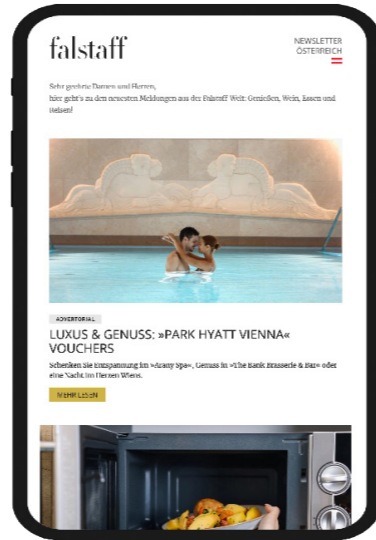 falstaff
NEWSLETTER
ÖSTERREICH
Sehr geehrte Damen und Herren,
hier geht's zu den neuesten Meldungen aus der Falstaff Welt: Genießen, Wein, Essen und
Reisen!
ADVERTORIAL
LUXUS & GENUSS: »PARK HYATT VIENNA«
VOUCHERS
Schenken Sie Entspannung im »Arany Spa«, Genuss in »The Bank Brasserie & Bar« oder
eine Nacht im Herzen Wiens.
MEHR LESEN